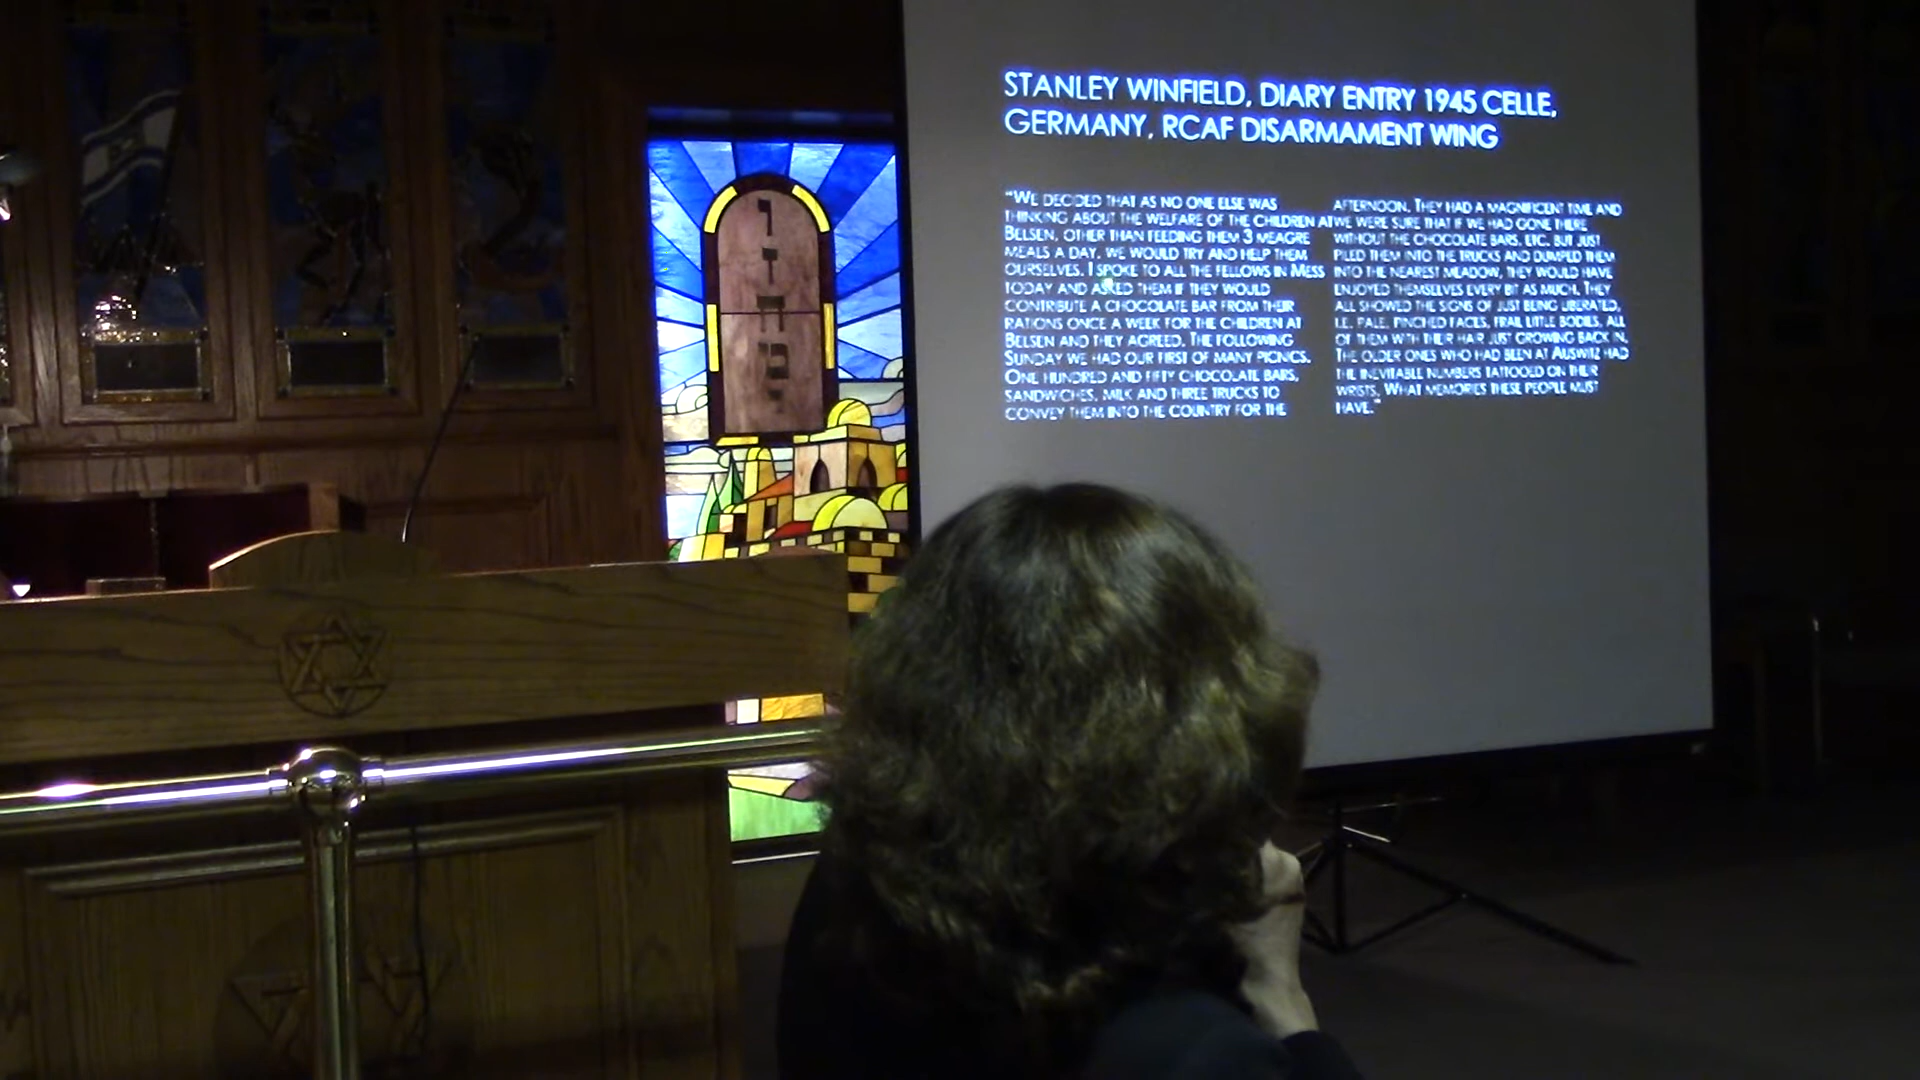 STANLEY WINFIELD, DIARY ENTRY 1945 CELLE,
GERMANY, RCAF DISARMAMENT WING
"WE DECIDED THAT AS NO ONE ELSE WAS
THINKING ABOUT THE WELFARE OF THE CHILDREN AT
BELSEN, OTHER THAN FEEDING THEM 3 MEAGRE
MEALS A DAY, WE WOULD TRY AND HELP THEM
OURSELVES. I SPOKE TO ALL THE FELLOWS IN MESS
TODAY AND ASKED THEM IF THEY WOULD
CONTRIBUTE A CHOCOLATE BAR FROM THEIR
RATIONS ONCE A WEEK FOR THE CHILDREN AT
BELSEN AND THEY AGREED. THE FOLLOWING
SUNDAY WE HAD OUR FIRST OF MANY PICNICS.
ONE HUNDRED AND FIFTY CHOCOLATE BARS,
SANDWICHES, MILK AND THREE TRUCKS TO
CONVEY THEM INTO THE COUNTRY FOR THE
AFTERNOON. THEY HAD A MAGNIFICENT TIME AND
WE WERE SURE THAT IF WE HAD GONE THERE
WITHOUT THE CHOCOLATE BARS, ETC. BUT JUST
PILED THEM INTO THE TRUCKS AND DUMPED THEM
INTO THE NEAREST MEADOW, THEY WOULD HAVE
ENJOYED THEMSELVES EVERY BIT AS MUCH. THEY
ALL SHOWED THE SIGNS OF JUST BEING LIBERATED,
I.E. PALE, PINCHED FACES, FRAIL LITTLE BODIES, ALL
OF THEM WITH THEIR HAIR JUST GROWING BACK IN.
THE OLDER ONES WHO HAD BEEN AT AUSWITZ HAD
THE INEVITABLE NUMBERS TATTOOED ON THEIR
WRISTS. WHAT MEMORIES THESE PEOPLE MUST
HAVE."
ו
ז
ח
ט
י